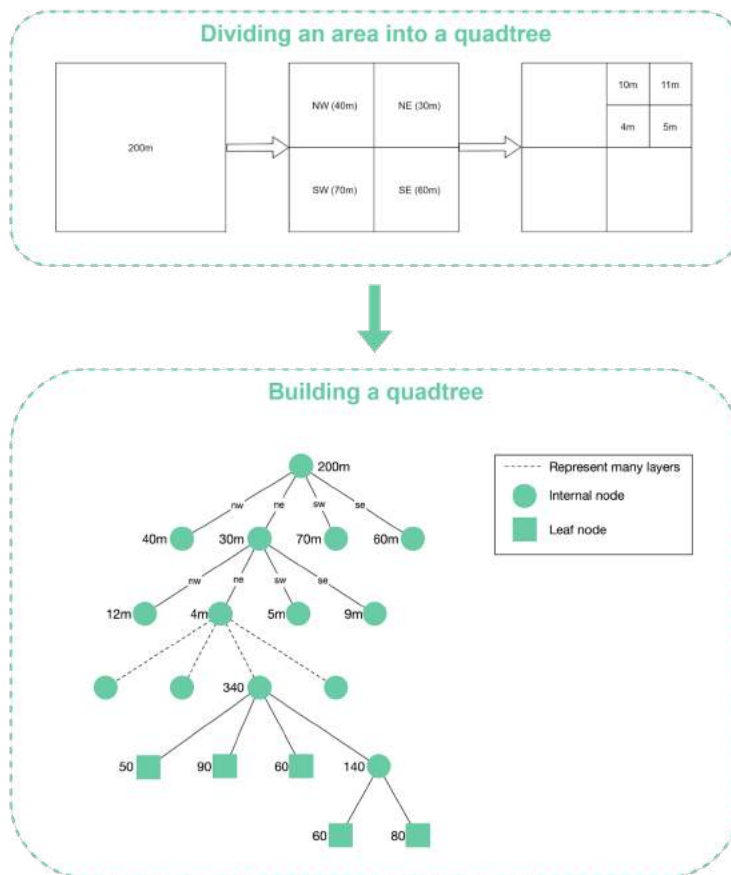 Dividing an area into a quadtree
200m
NW (40m)
NE (30m)
SW (70m)
SE (60m)
10m
11m
4m
5m
Building a quadtree
200m
nw
ne
sw
se
40m
30m
70m
60m
nw
ne
sw
se
12m
4m
5m
9m
340
50
90
60
140
60
80
Represent many layers
Internal node
Leaf node